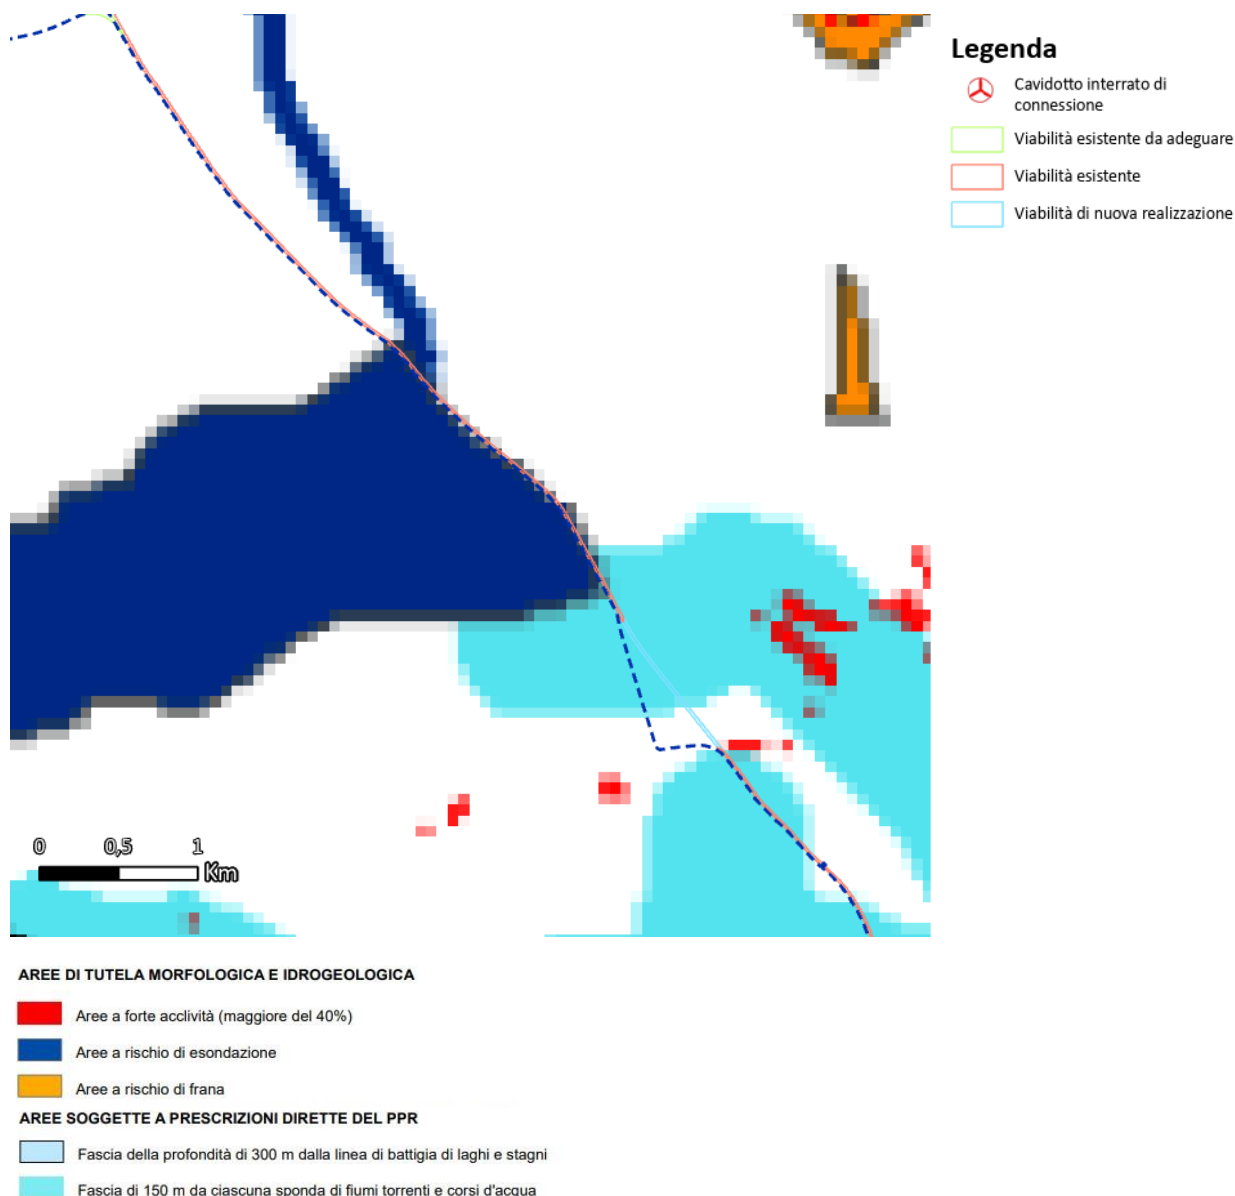 Legenda
Cavidotto interrato di
connessione
Viabilità esistente da adeguare
Viabilità esistente
Viabilità di nuova realizzazione
0 0,5 1
Km
AREE DI TUTELA MORFOLOGICA E IDROGEOLOGICA
Aree a forte acclività (maggiore del 40%)
Aree a rischio di esondazione
Aree a rischio di frana
AREE SOGGETTE A PRESCRIZIONI DIRETTE DEL PPR
Fascia della profondità di 300 m dalla linea di battigia di laghi e stagni
Fascia di 150 m da ciascuna sponda di fiumi torrenti e corsi d'acqua